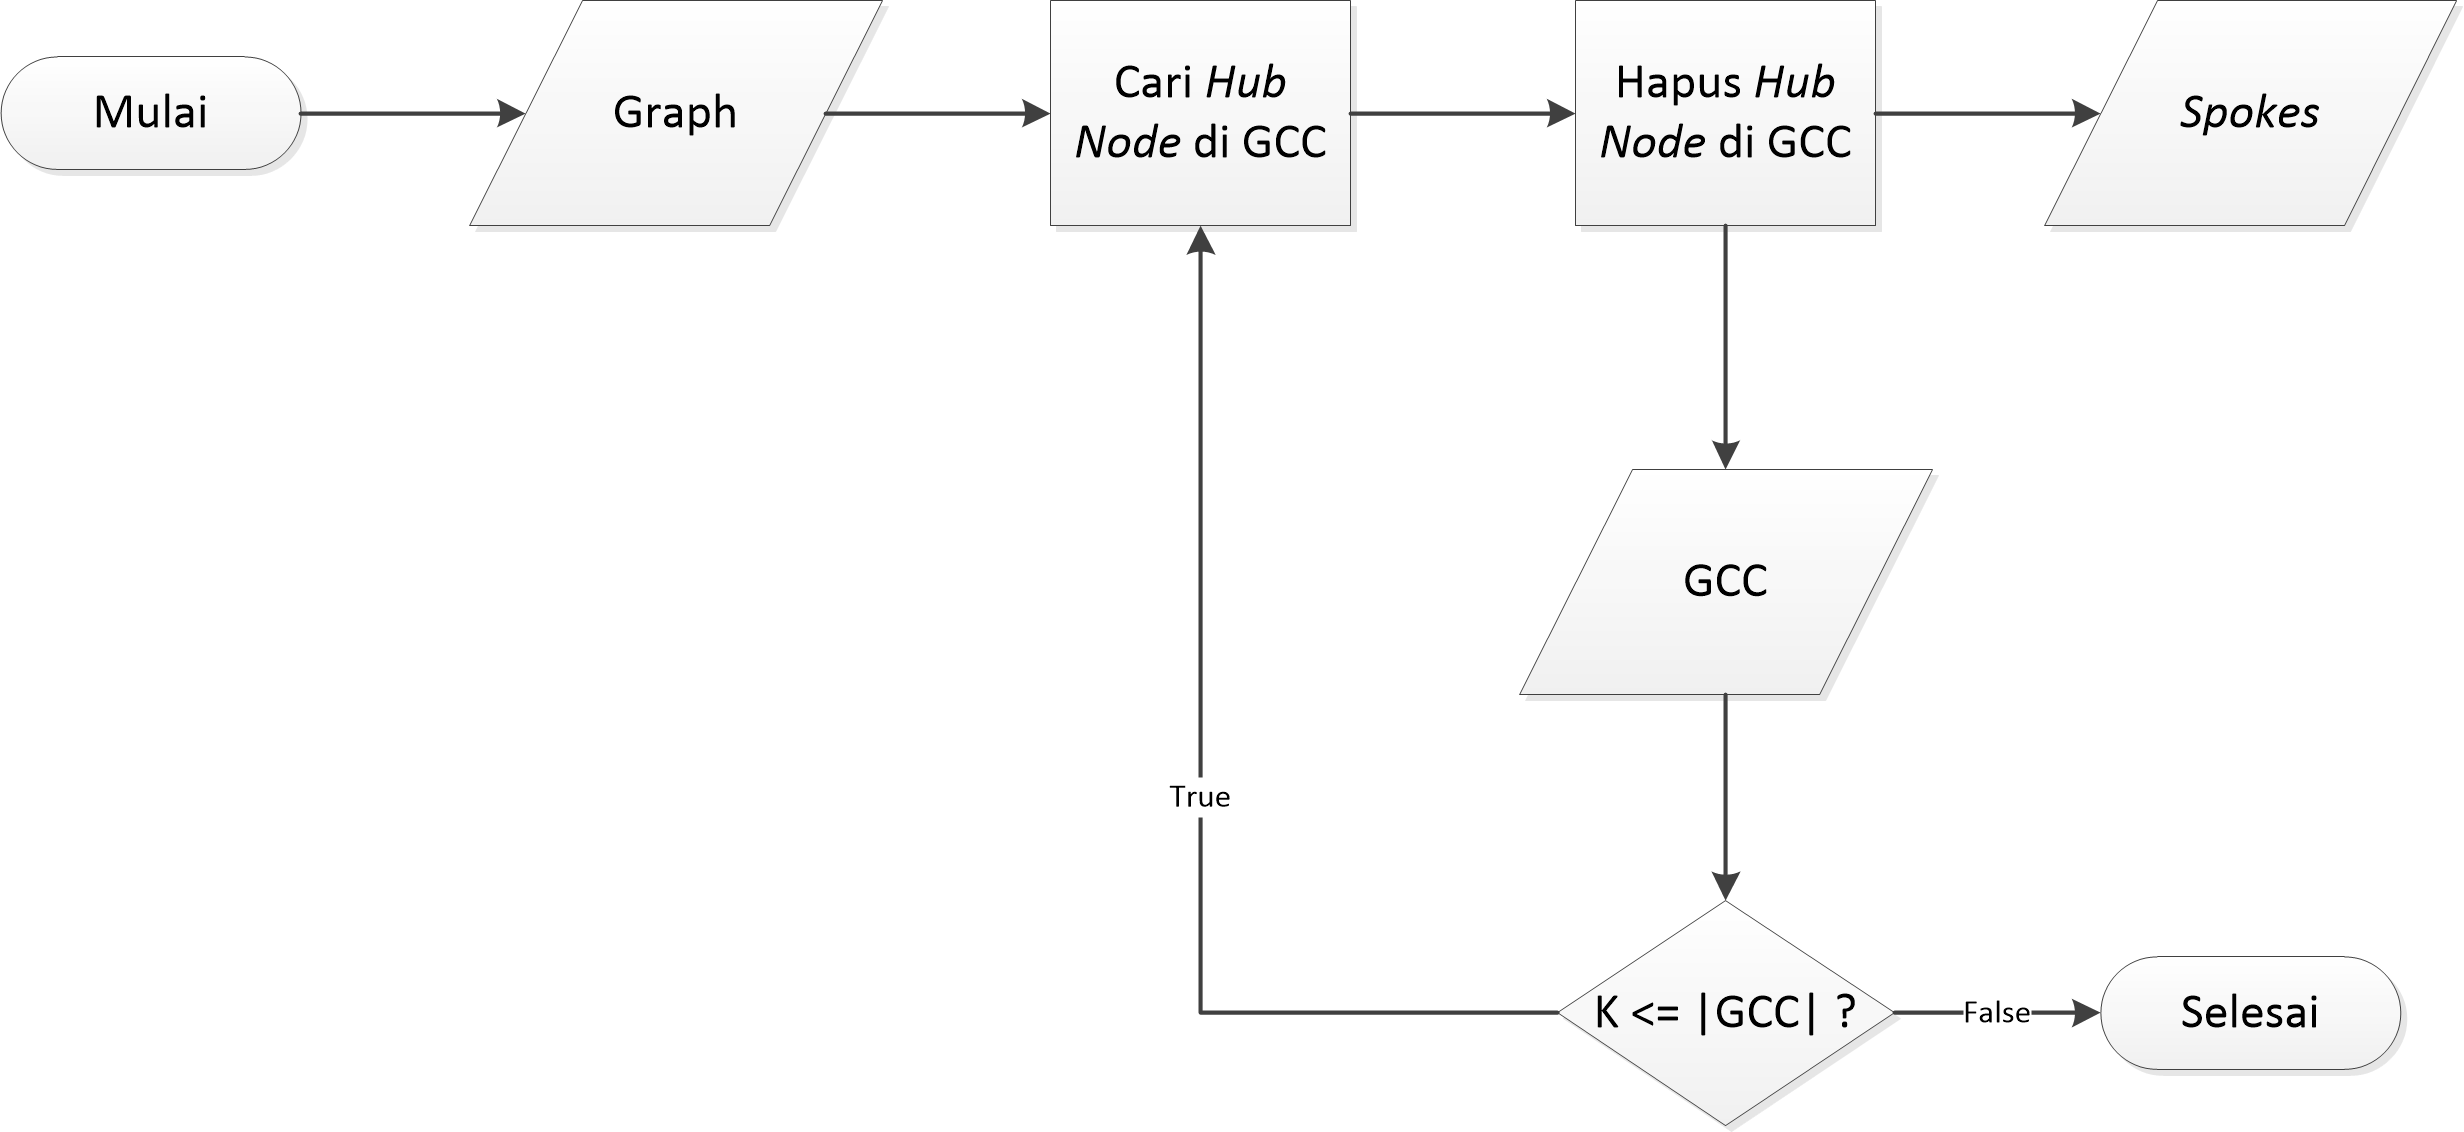 Mulai
Graph
Cari Hub
Node di GCC
Hapus Hub
Node di GCC
Spokes
GCC
True
K <= |GCC| ?
False
Selesai